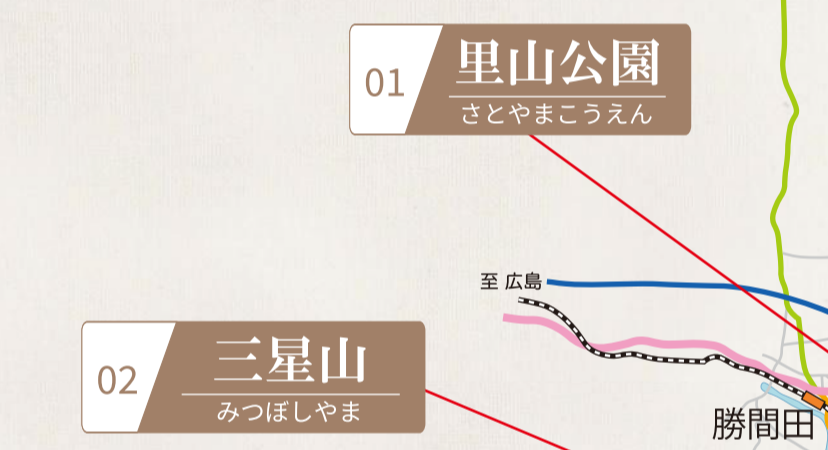 01
里山公園
さとやまこうえん
至 広島
02
三星山
みつぼしやま
勝間田